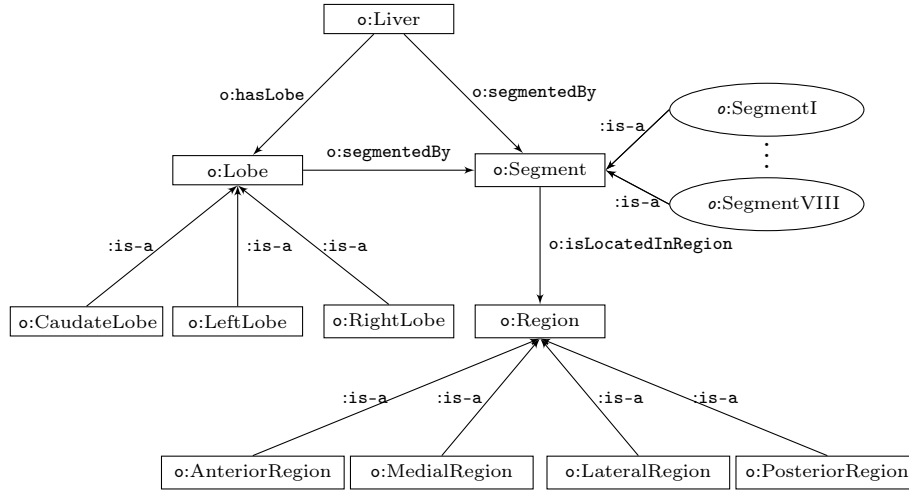 o:Liver
o:hasLobe
o:segmentedBy
o:SegmentI
:is-a
o:segmentedBy
o:Lobe
o:Segment
:is-a
o:SegmentVIII
:is-a
:is-a
:is-a
o:isLocatedInRegion
o:CaudateLobe
o:LeftLobe
o:RightLobe
o:Region
:is-a
:is-a
:is-a
:is-a
o:AnteriorRegion
o:MedialRegion
o:LateralRegion
o:PosteriorRegion